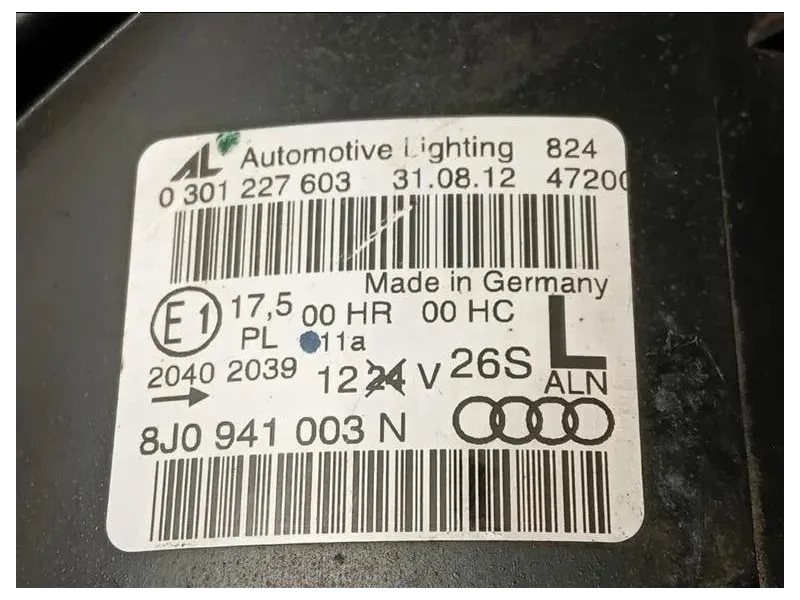 AL Automotive Lighting 824
0 301 227 603 31.08.12 47200
Made in Germany
E1 17,5 00 HR 00 HC L
PL 11a
2040 2039 12 24 V 26S ALN
→
8J0 941 003 N